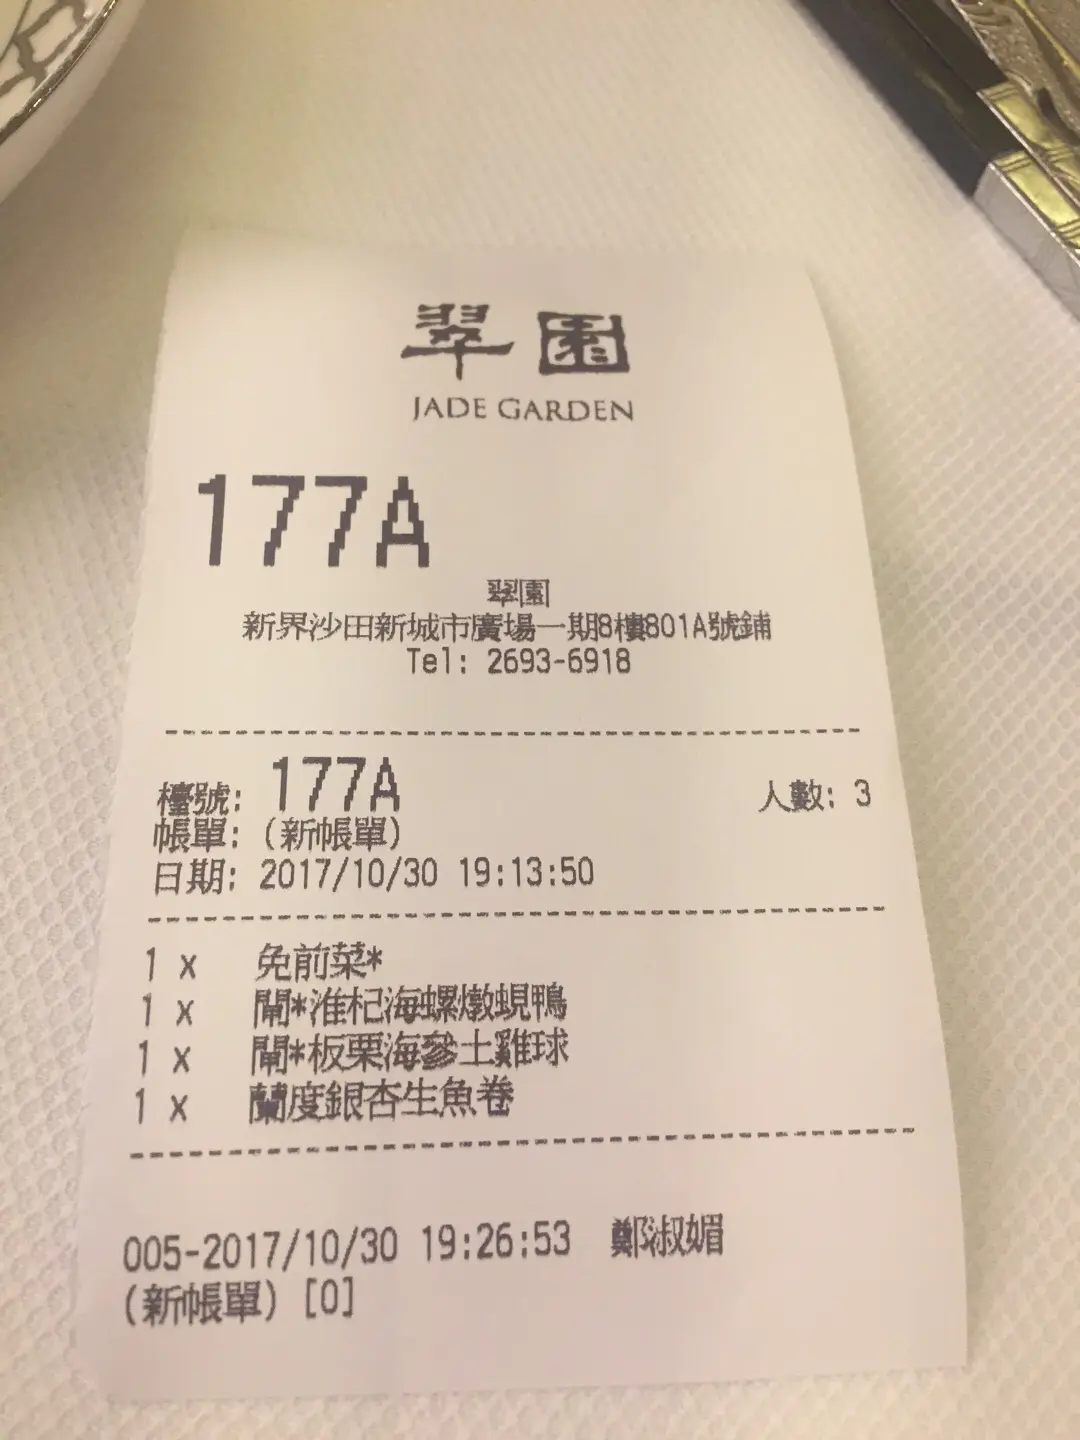 翠園
JADE GARDEN
177A
翠園
新界沙田新城市廣場一期8樓801A號鋪
Tel: 2693-6918
檯號: 177A 人數: 3
帳單: (新帳單)
日期: 2017/10/30 19:13:50
1 x 免前菜*
1 x 閘*淮杞海螺燉蜆鴨
1 x 閘*板栗海參土雞球
1 x 蘭度銀杏生魚卷
005-2017/10/30 19:26:53 鄭淑媚
(新帳單) [0]